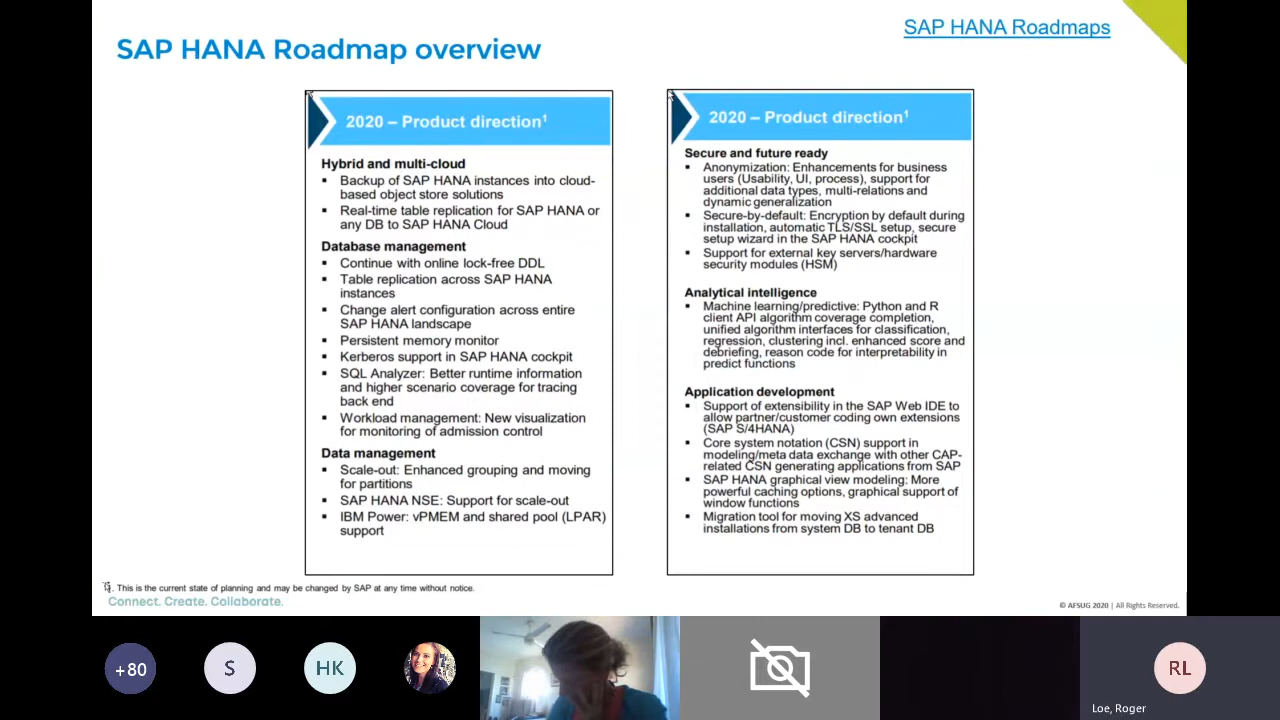 SAP HANA Roadmaps
SAP HANA Roadmap overview
2020 – Product direction¹
Hybrid and multi-cloud
▪ Backup of SAP HANA instances into cloud-
based object store solutions
▪ Real-time table replication for SAP HANA or
any DB to SAP HANA Cloud
Database management
▪ Continue with online lock-free DDL
▪ Table replication across SAP HANA
instances
▪ Change alert configuration across entire
SAP HANA landscape
▪ Persistent memory monitor
▪ Kerberos support in SAP HANA cockpit
▪ SQL Analyzer: Better runtime information
and higher scenario coverage for tracing
back end
▪ Workload management: New visualization
for monitoring of admission control
Data management
▪ Scale-out: Enhanced grouping and moving
for partitions
▪ SAP HANA NSE: Support for scale-out
▪ IBM Power: vPMEM and shared pool (LPAR)
support
2020 – Product direction¹
Secure and future ready
▪ Anonymization: Enhancements for business
users (Usability, UI, process), support for
additional data types, multi-relations and
dynamic generalization
▪ Secure-by-default: Encryption by default during
installation, automatic TLS/SSL setup, secure
setup wizard in the SAP HANA cockpit
▪ Support for external key servers/hardware
security modules (HSM)
Analytical intelligence
▪ Machine learning/predictive: Python and R
client API algorithm coverage completion,
unified algorithm interfaces for classification,
regression, clustering incl. enhanced score and
debriefing, reason code for interpretability in
predict functions
Application development
▪ Support of extensibility in the SAP Web IDE to
allow partner/customer coding own extensions
(SAP S/4HANA)
▪ Core system notation (CSN) support in
modeling/meta data exchange with other CAP-
related CSN generating applications from SAP
▪ SAP HANA graphical view modeling: More
powerful caching options, graphical support of
window functions
▪ Migration tool for moving XS advanced
installations from system DB to tenant DB
1. This is the current state of planning and may be changed by SAP at any time without notice.
Connect. Create. Collaborate.
© AFSUG 2020 | All Rights Reserved.
+80
S
HK
RL
Loe, Roger